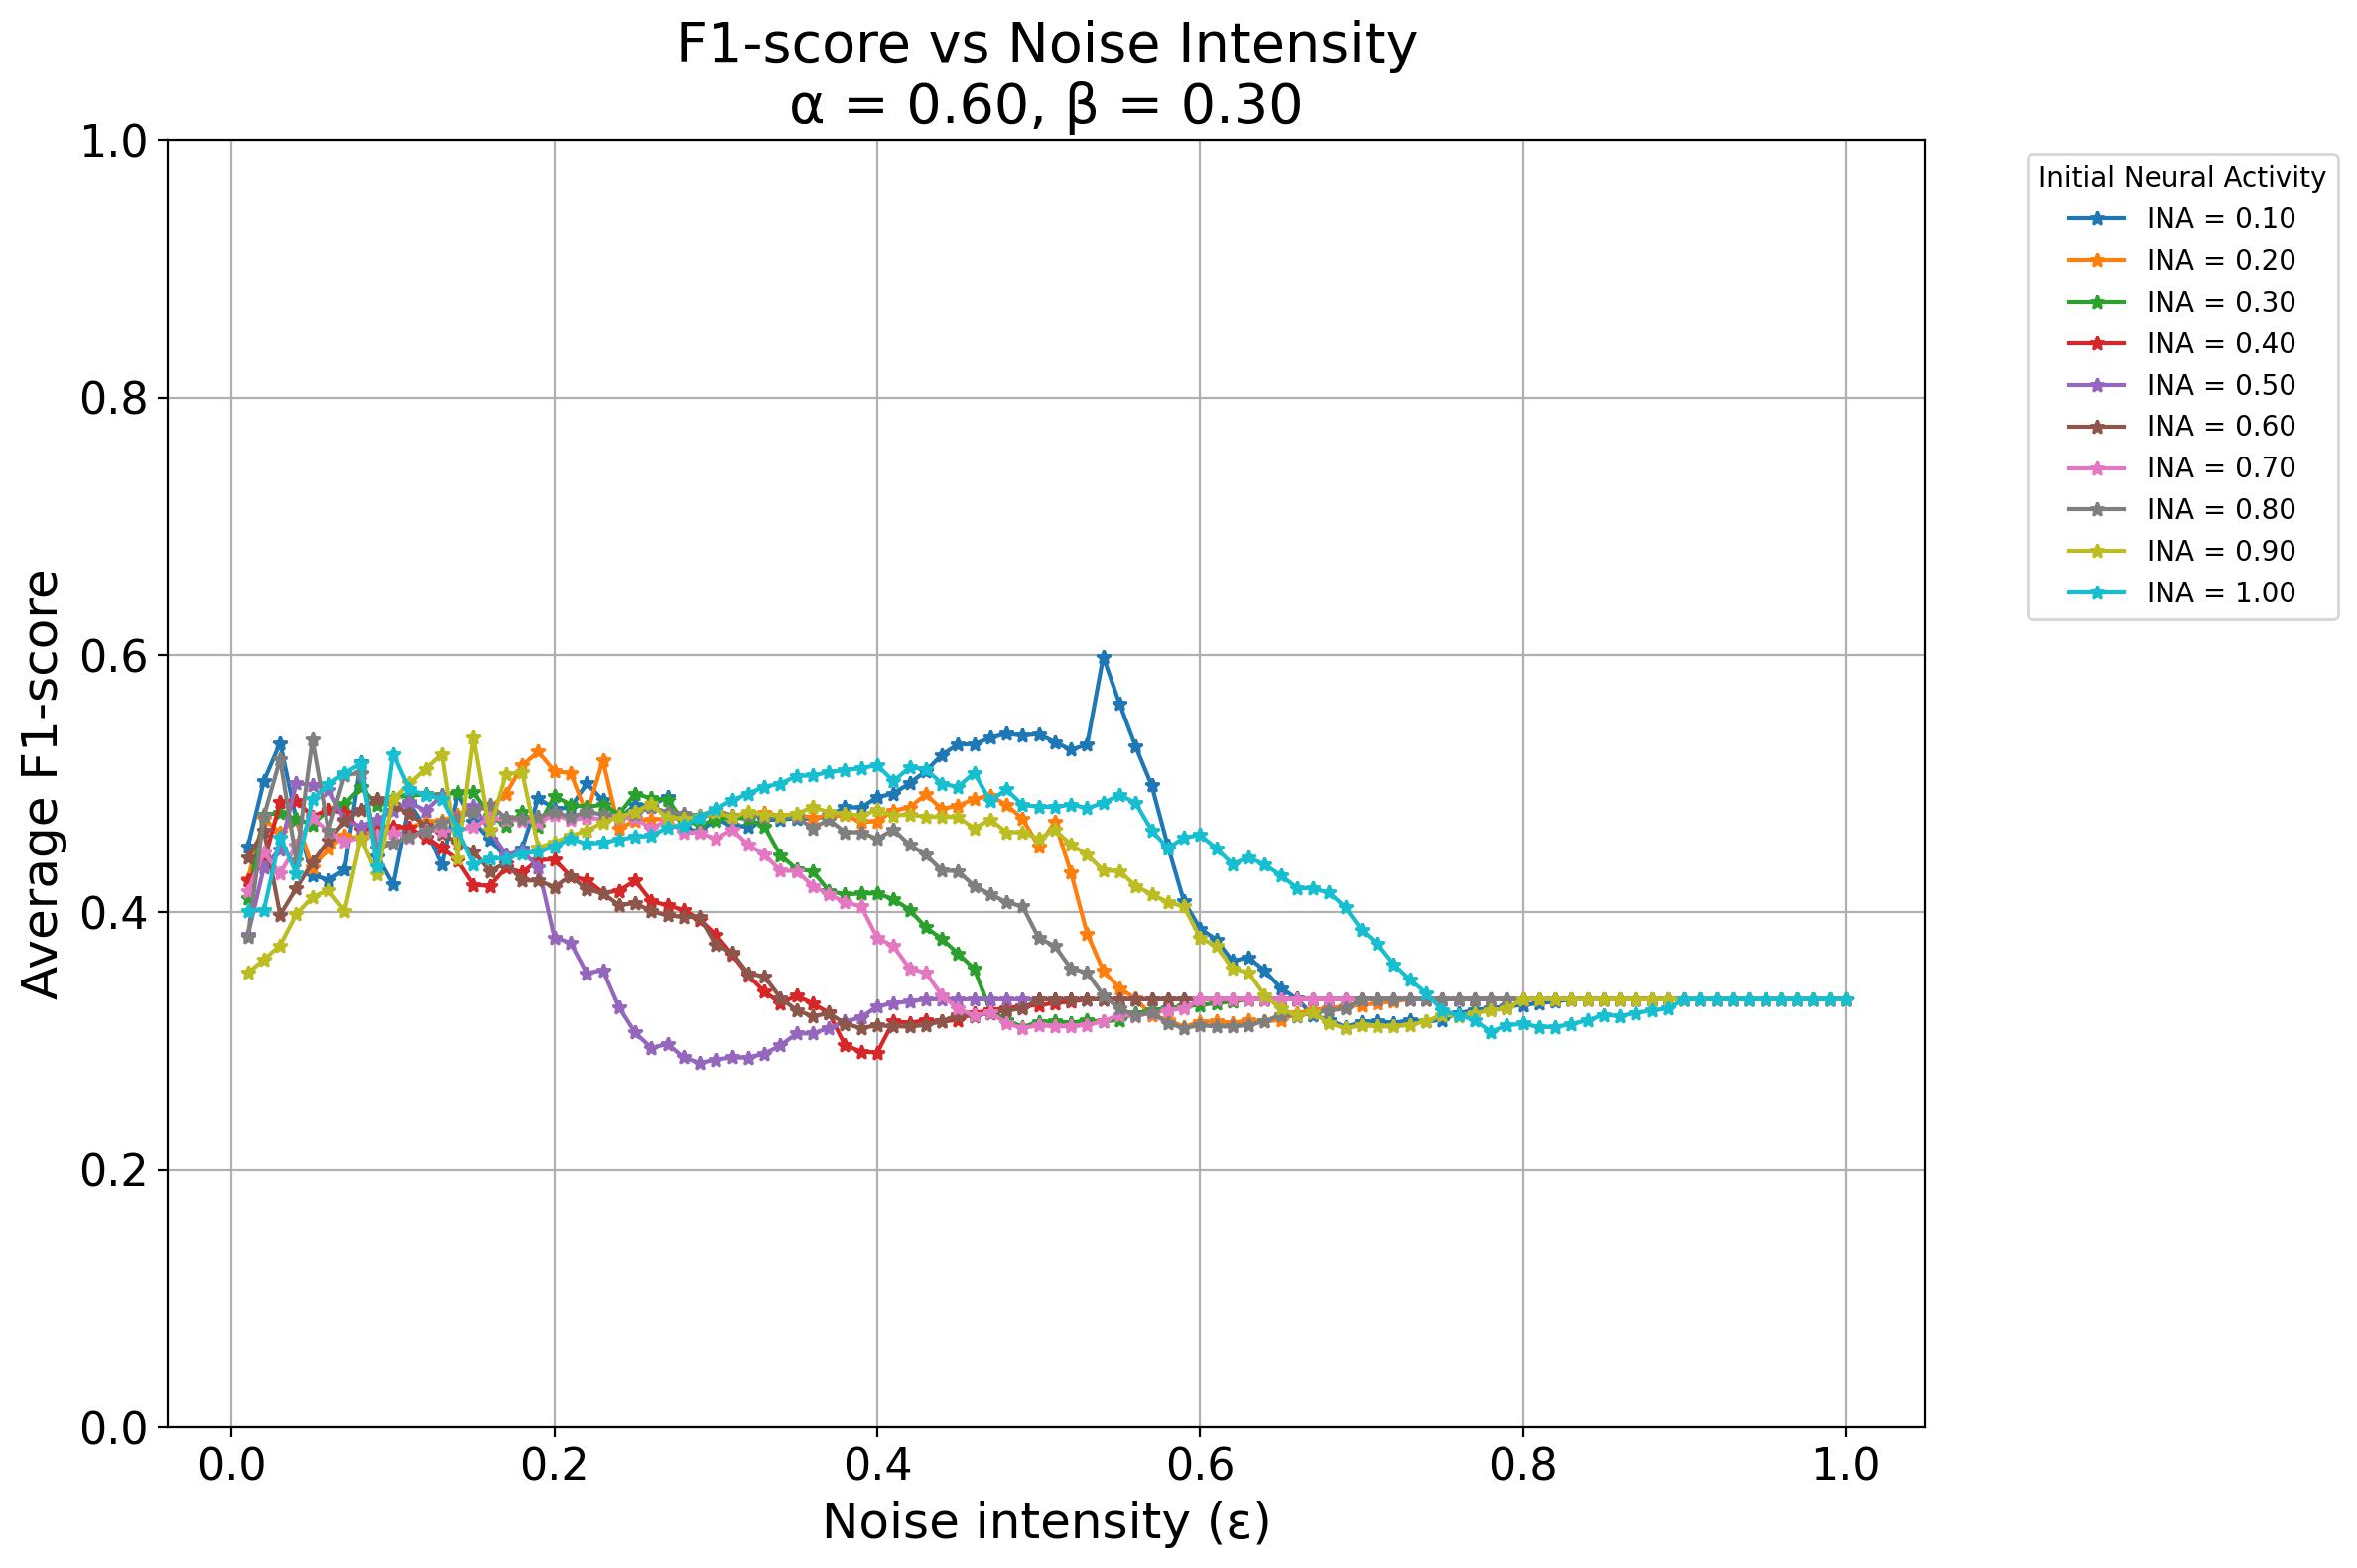 F1-score vs Noise Intensity
α = 0.60, β = 0.30
1.0
0.8
0.6
0.4
0.2
0.0
Average F1-score
0.0 0.2 0.4 0.6 0.8 1.0
Noise intensity (ε)
Initial Neural Activity
INA = 0.10
INA = 0.20
INA = 0.30
INA = 0.40
INA = 0.50
INA = 0.60
INA = 0.70
INA = 0.80
INA = 0.90
INA = 1.00